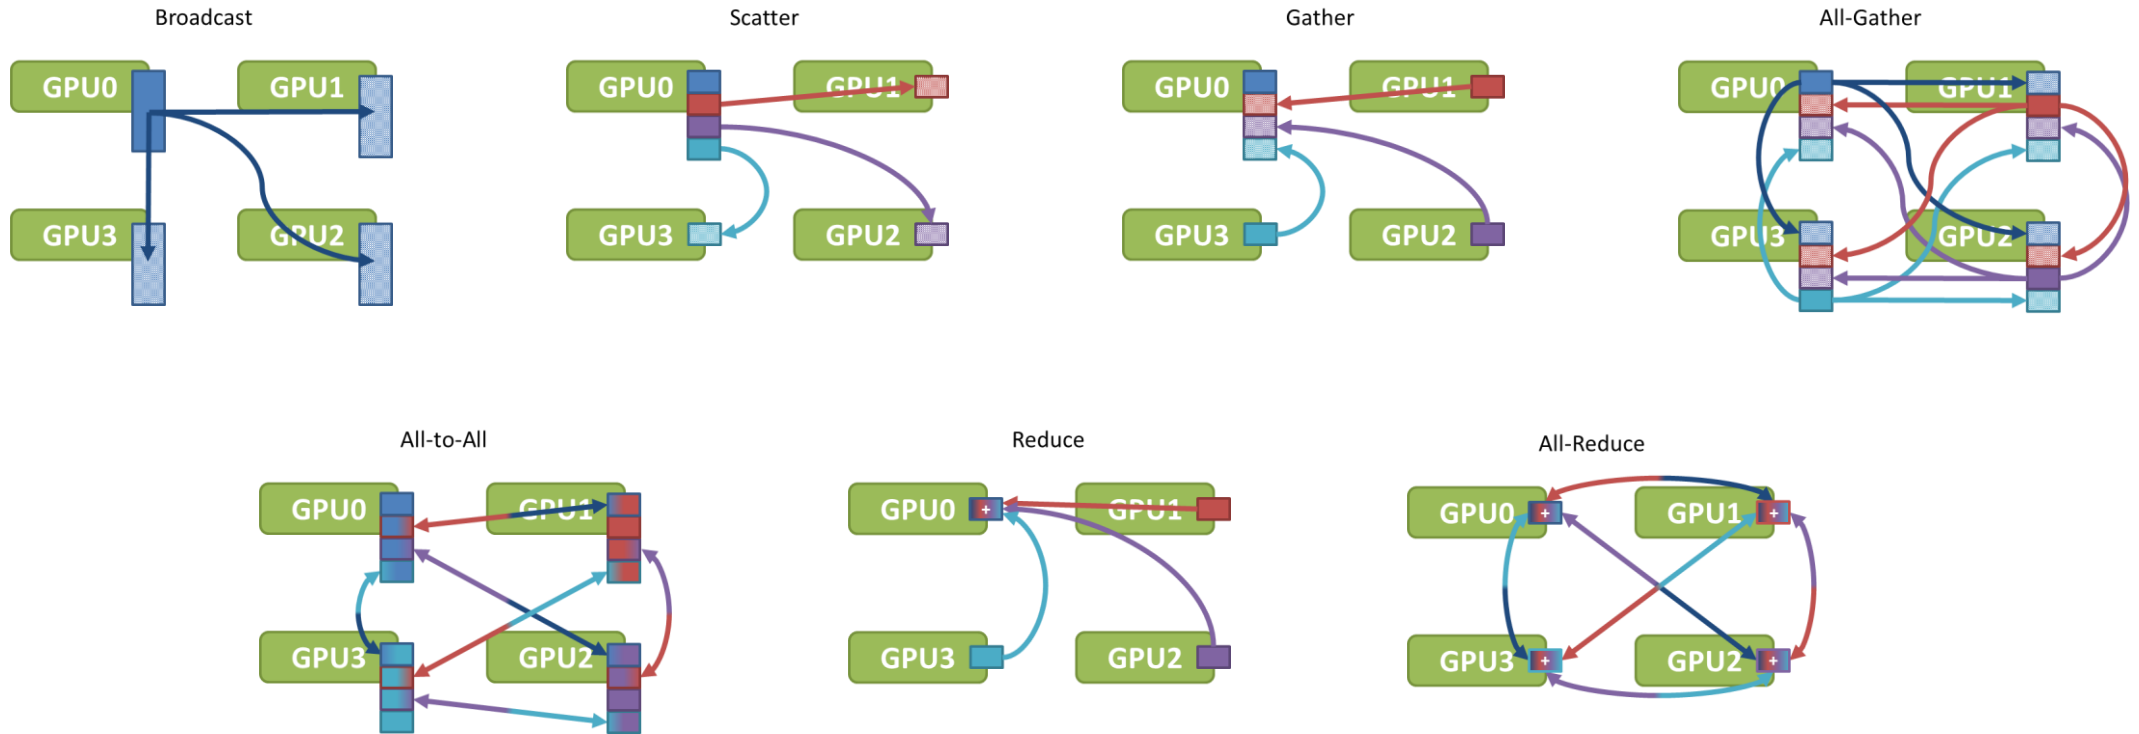 Broadcast
Scatter
Gather
All-Gather
GPU0
GPU1
GPU0
GPU1
GPU0
GPU1
GPU0
GPU1
GPU3
GPU2
GPU3
GPU2
GPU3
GPU2
GPU3
GPU2
All-to-All
Reduce
All-Reduce
GPU0
GPU1
GPU0
+
GPU1
GPU0
+
GPU1
+
GPU3
GPU2
GPU3
GPU2
GPU3
+
GPU2
+